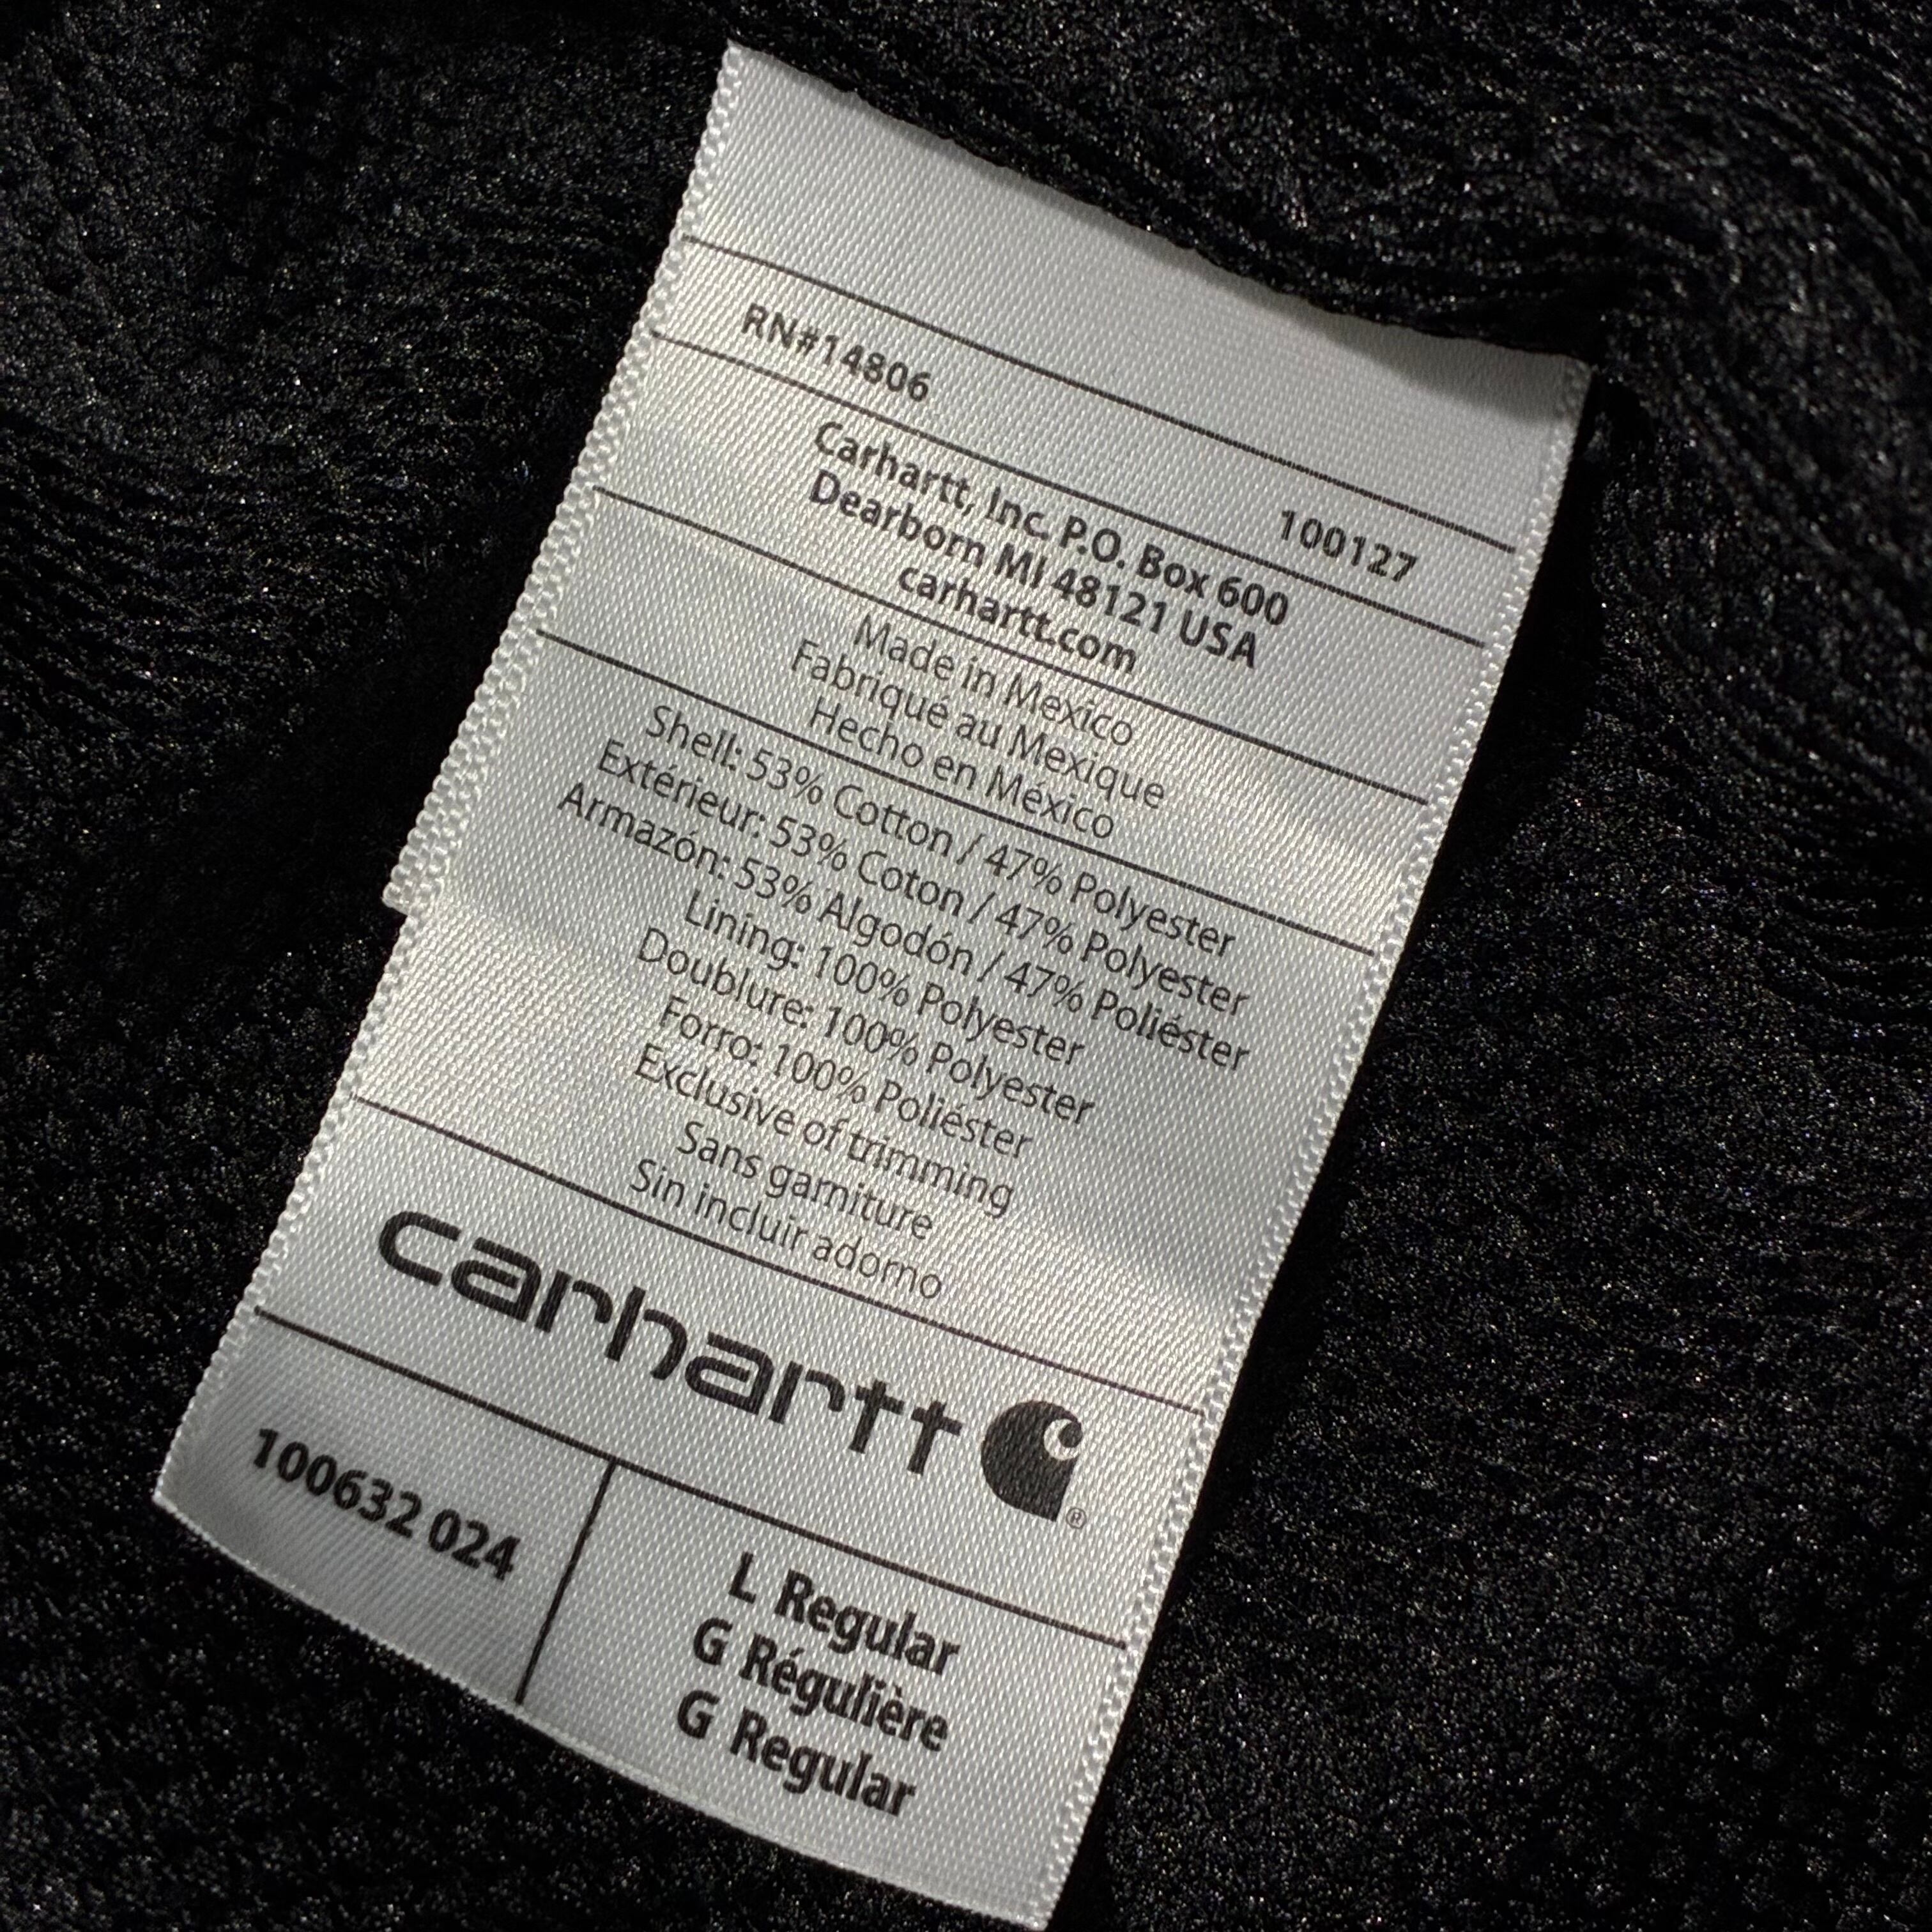 RN#14806 100127
Carhartt, Inc. P.O. Box 600
Dearborn MI 48121 USA
carhartt.com
Made in Mexico
Fabriqué au Mexique
Hecho en México
Shell: 53% Cotton / 47% Polyester
Extérieur: 53% Coton / 47% Polyester
Armazón: 53% Algodón / 47% Poliéster
Lining: 100% Polyester
Doublure: 100% Polyester
Forro: 100% Poliéster
Exclusive of trimming
Sans garniture
Sin incluir adorno
carhartt ®
100632 024
L Regular
G Régulière
G Regular